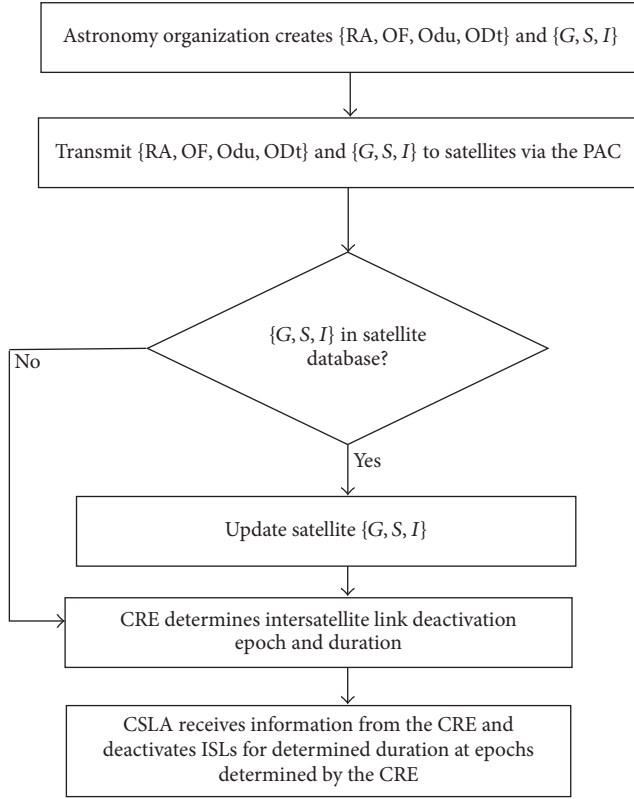 Astronomy organization creates {RA, OF, Odu, ODt} and {G, S, I}
Transmit {RA, OF, Odu, ODt} and {G, S, I} to satellites via the PAC
{G, S, I} in satellite
database?
No
Yes
Update satellite {G, S, I}
CRE determines intersatellite link deactivation
epoch and duration
CSLA receives information from the CRE and
deactivates ISLs for determined duration at epochs
determined by the CRE